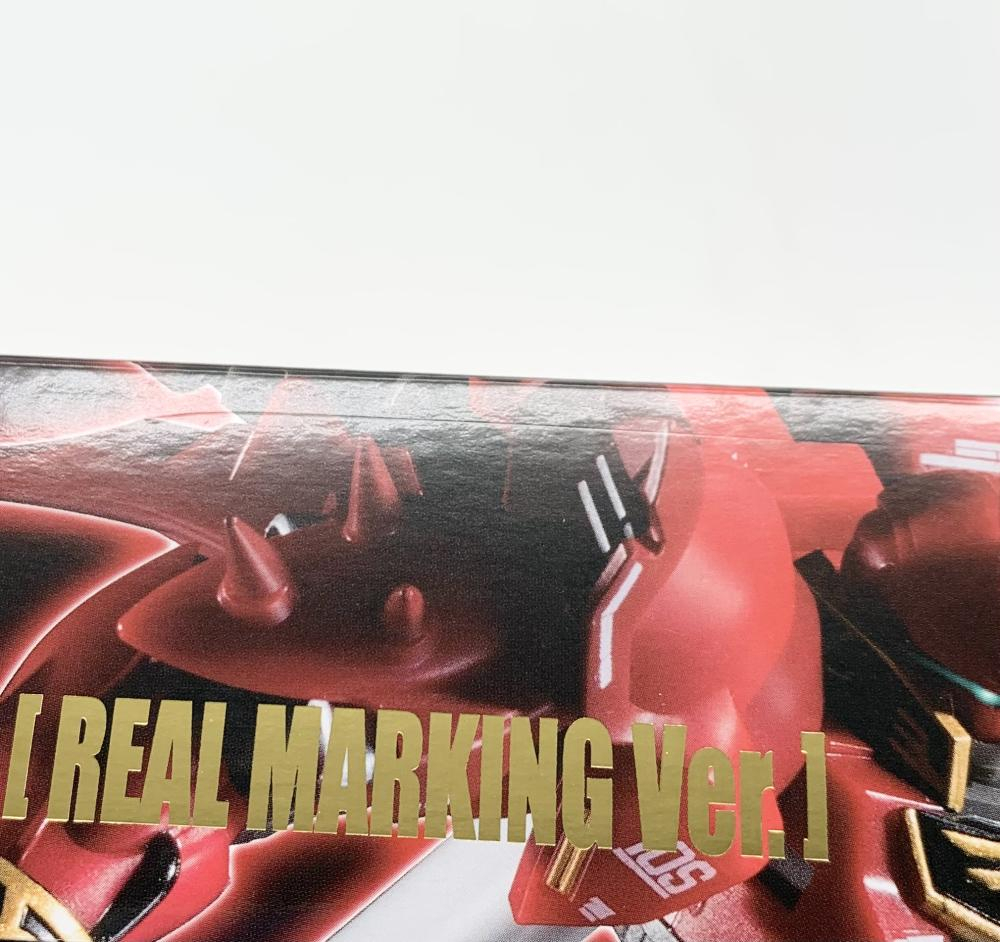 [ REAL MARKING Ver. ]